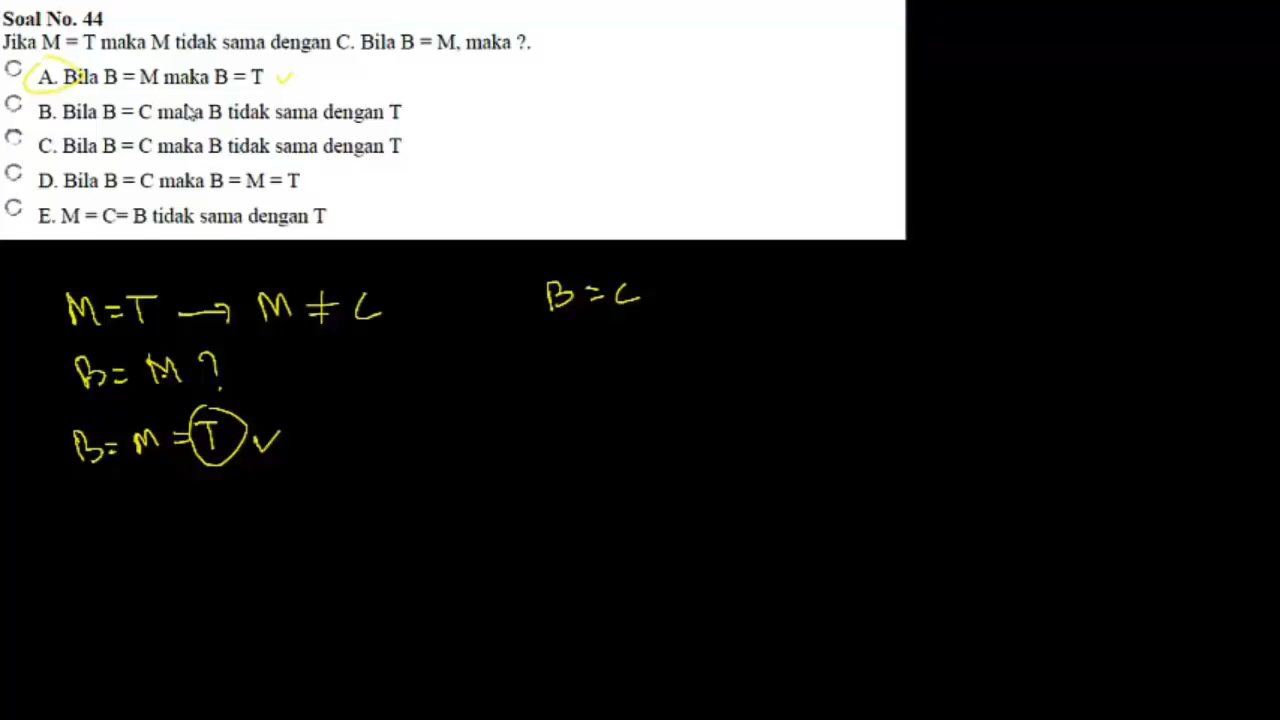 Soal No. 44
Jika M = T maka M tidak sama dengan C. Bila B = M, maka ?.
A. Bila B = M maka B = T ✓
B. Bila B = C maka B tidak sama dengan T
C. Bila B = C maka B tidak sama dengan T
D. Bila B = C maka B = M = T
E. M = C= B tidak sama dengan T
M = T → M ≠ C
B = M ?
B = M = T ✓
B = C